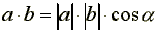 a · b = |a| · |b| · cos α